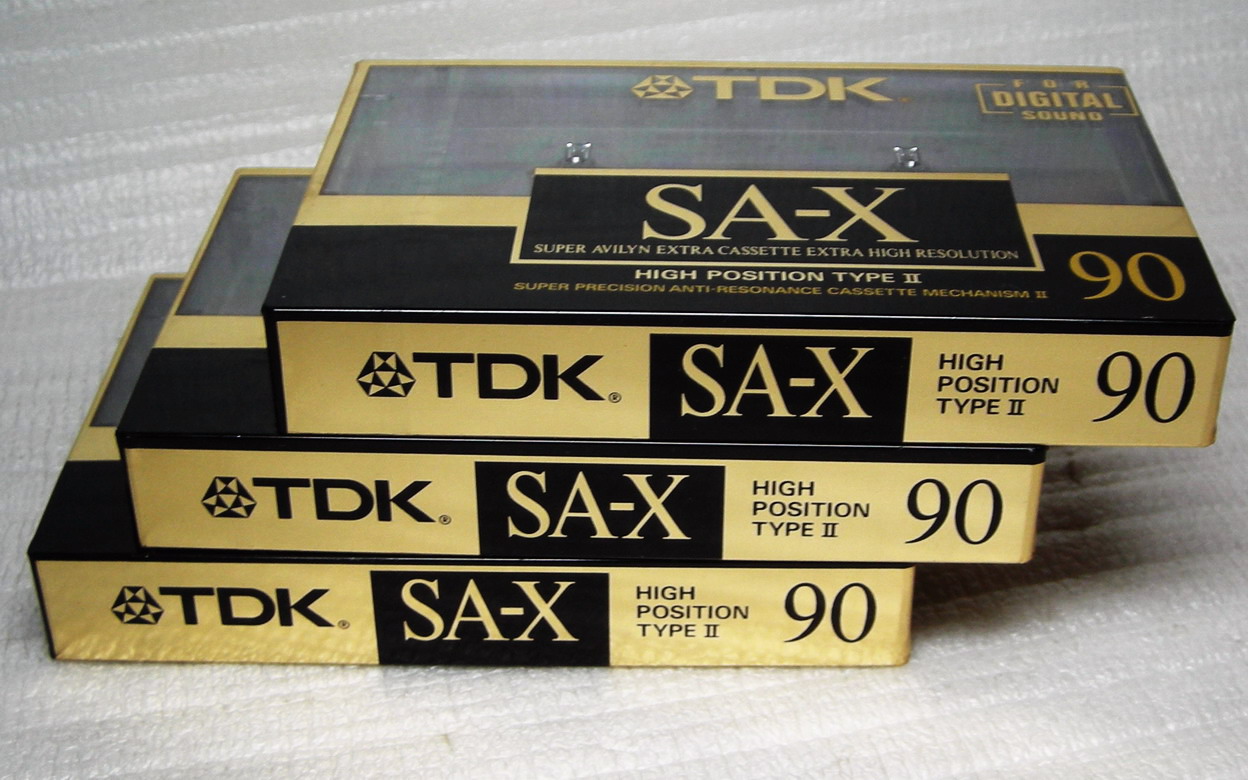 TDK
FOR
DIGITAL
SOUND
SA-X
SUPER AVILYN EXTRA CASSETTE EXTRA HIGH RESOLUTION
HIGH POSITION TYPE II
SUPER PRECISION ANTI-RESONANCE CASSETTE MECHANISM II
90
TDK®
SA-X
HIGH
POSITION
TYPE II
90
TDK®
SA-X
HIGH
POSITION
TYPE II
90
TDK®
SA-X
HIGH
POSITION
TYPE II
90